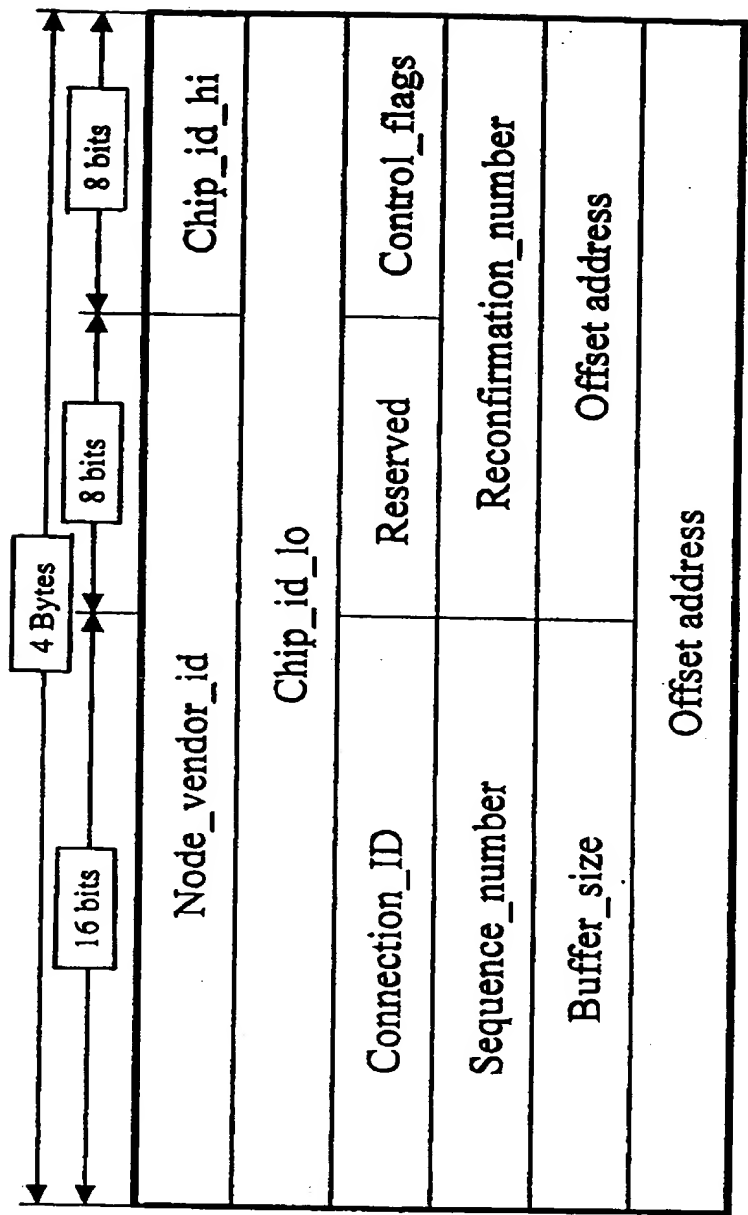 4 Bytes
16 bits
8 bits
8 bits
Node_vendor_id
Chip_id_hi
Chip_id_lo
Connection_ID
Reserved
Control_flags
Sequence_number
Reconfirmation_number
Buffer_size
Offset address
Offset address